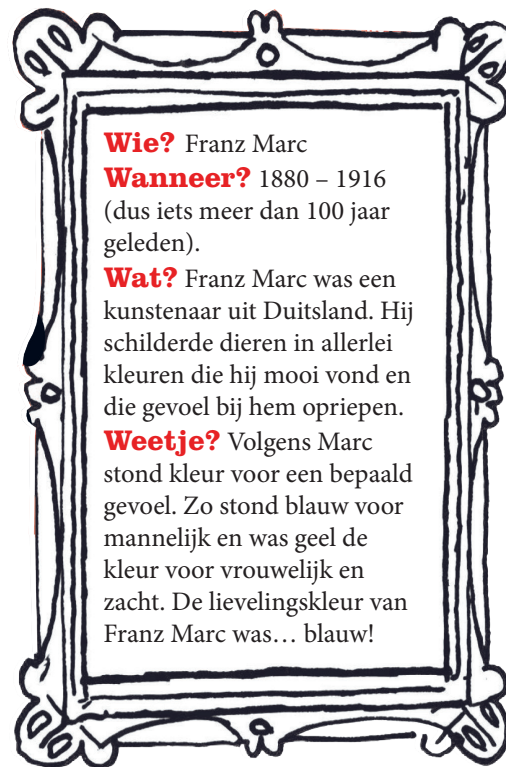 Wie? Franz Marc
Wanneer? 1880 – 1916
(dus iets meer dan 100 jaar
geleden).
Wat? Franz Marc was een
kunstenaar uit Duitsland. Hij
schilderde dieren in allerlei
kleuren die hij mooi vond en
die gevoel bij hem opriepen.
Weetje? Volgens Marc
stond kleur voor een bepaald
gevoel. Zo stond blauw voor
mannelijk en was geel de
kleur voor vrouwelijk en
zacht. De lievelingskleur van
Franz Marc was… blauw!